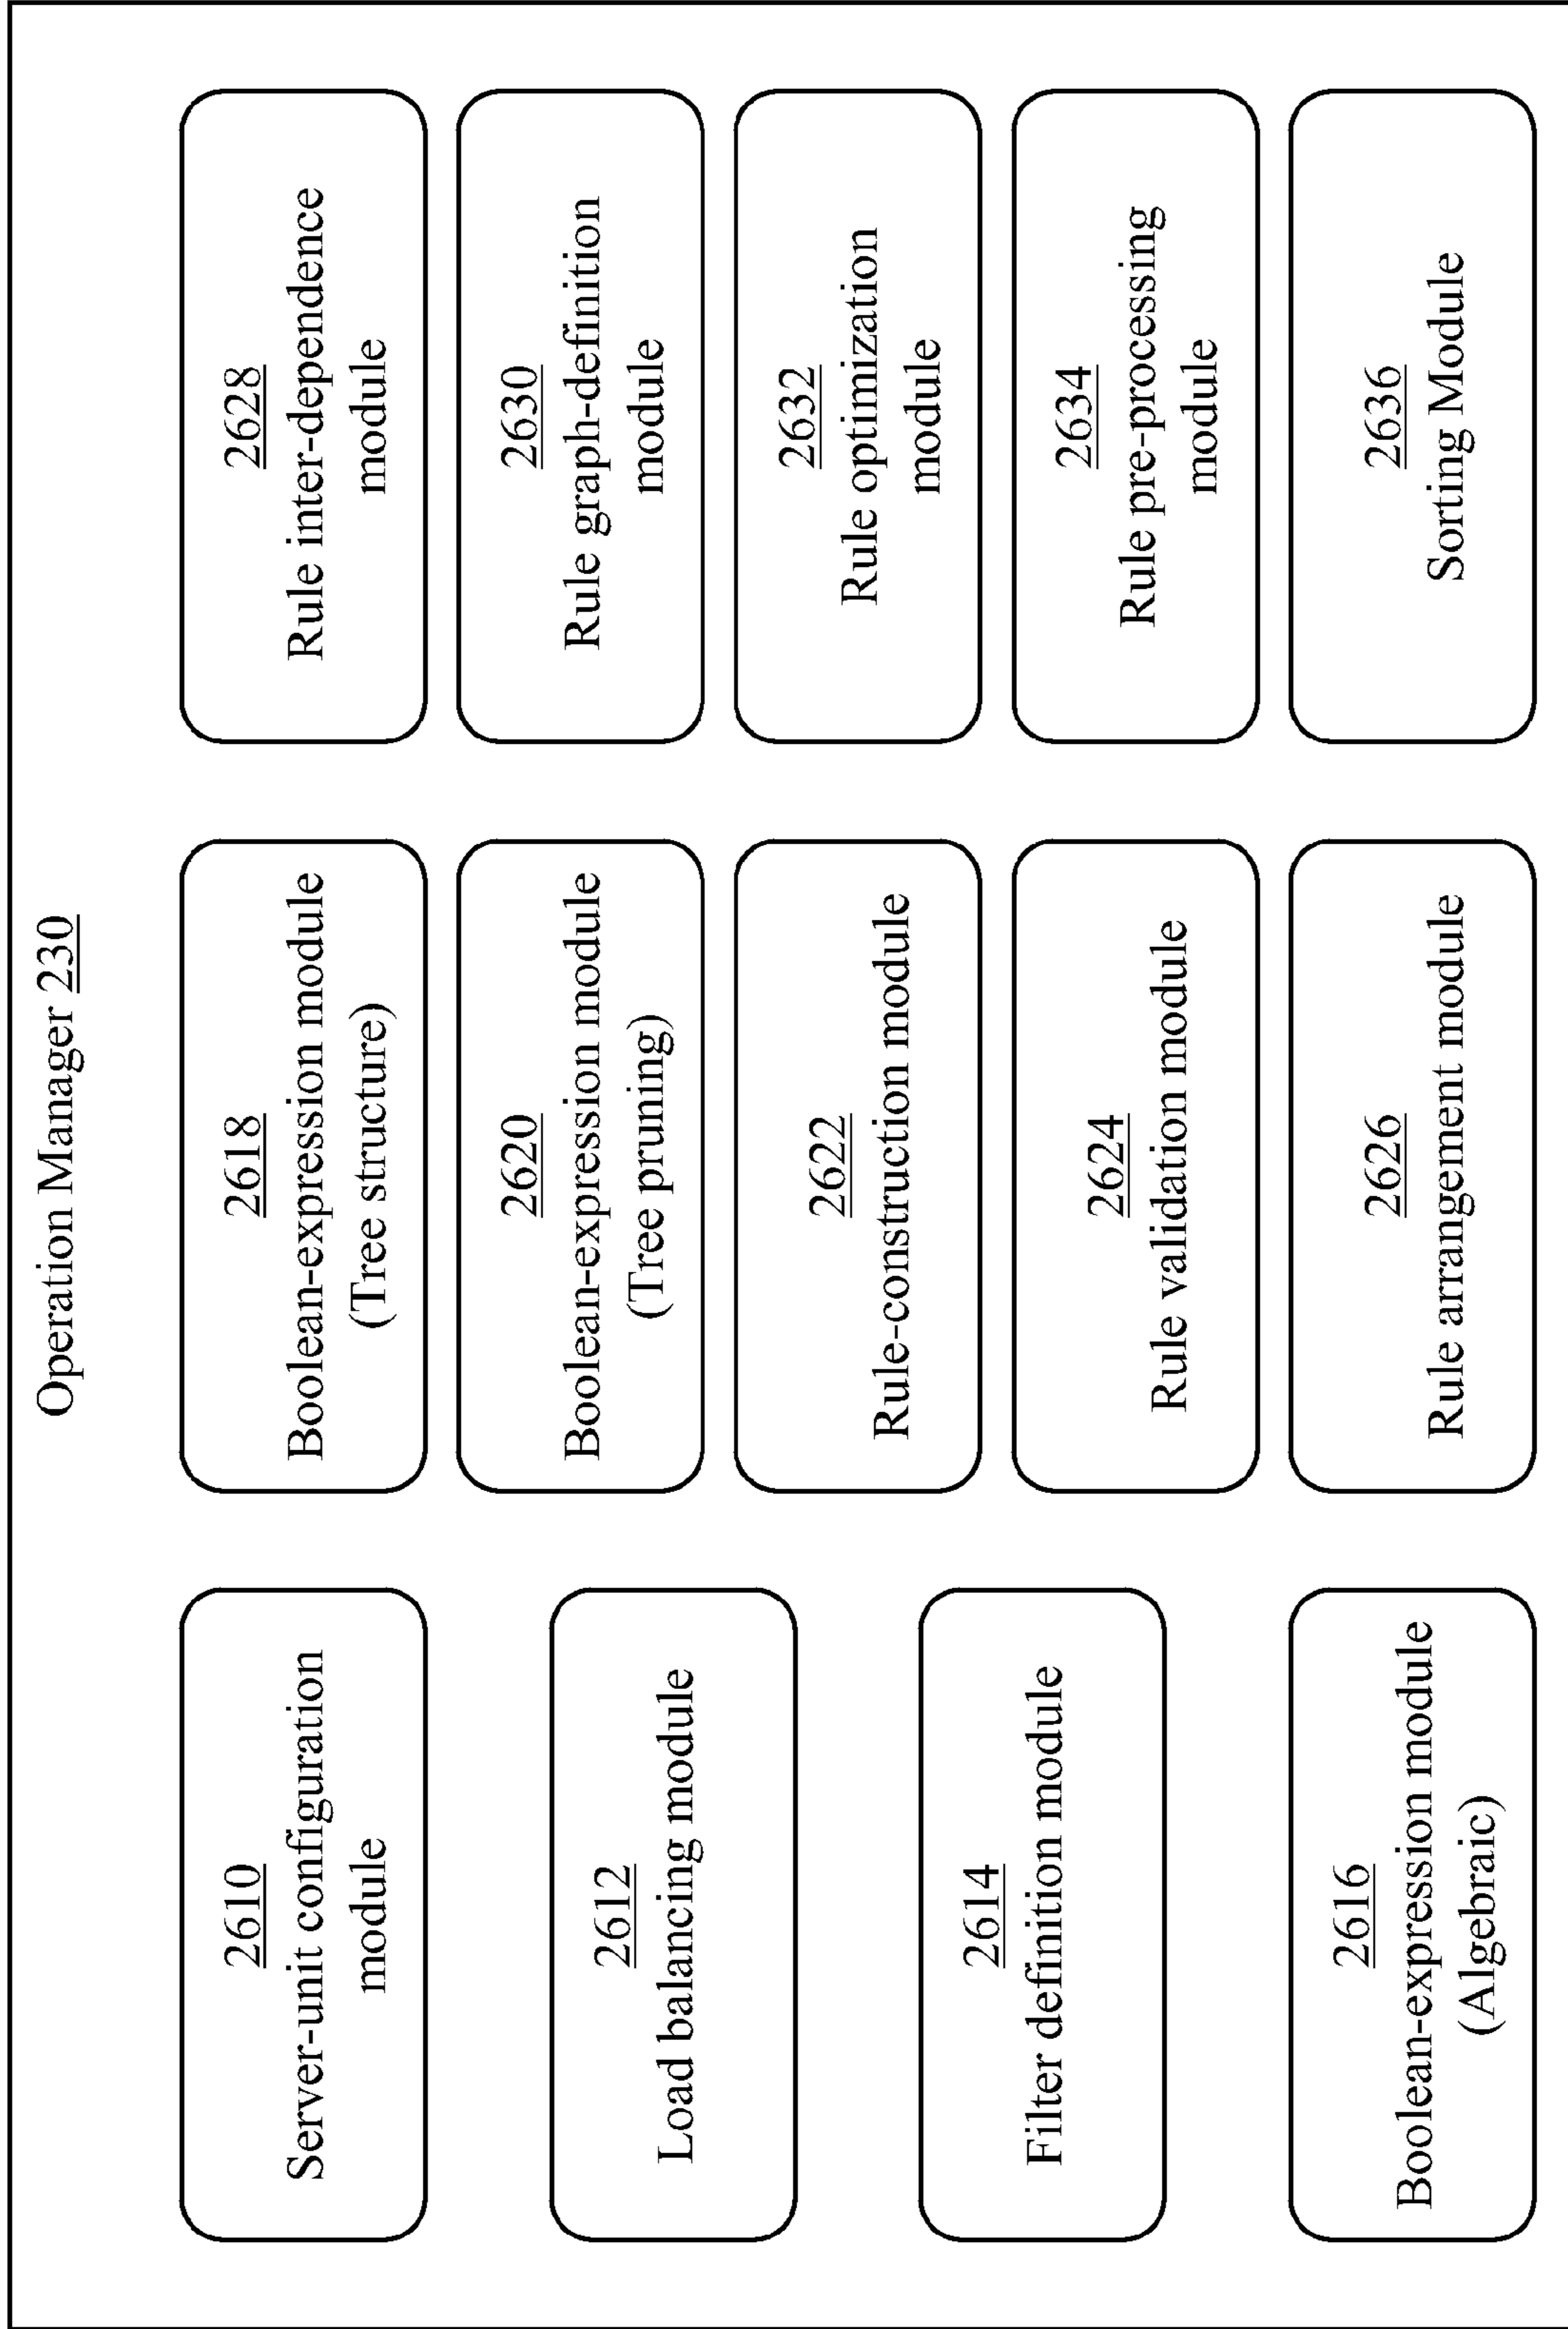 Operation Manager 230
2610
Server-unit configuration
module
2612
Load balancing module
2614
Filter definition module
2616
Boolean-expression module
(Algebraic)
2618
Boolean-expression module
(Tree structure)
2620
Boolean-expression module
(Tree pruning)
2622
Rule-construction module
2624
Rule validation module
2626
Rule arrangement module
2628
Rule inter-dependence
module
2630
Rule graph-definition
module
2632
Rule optimization
module
2634
Rule pre-processing
module
2636
Sorting Module